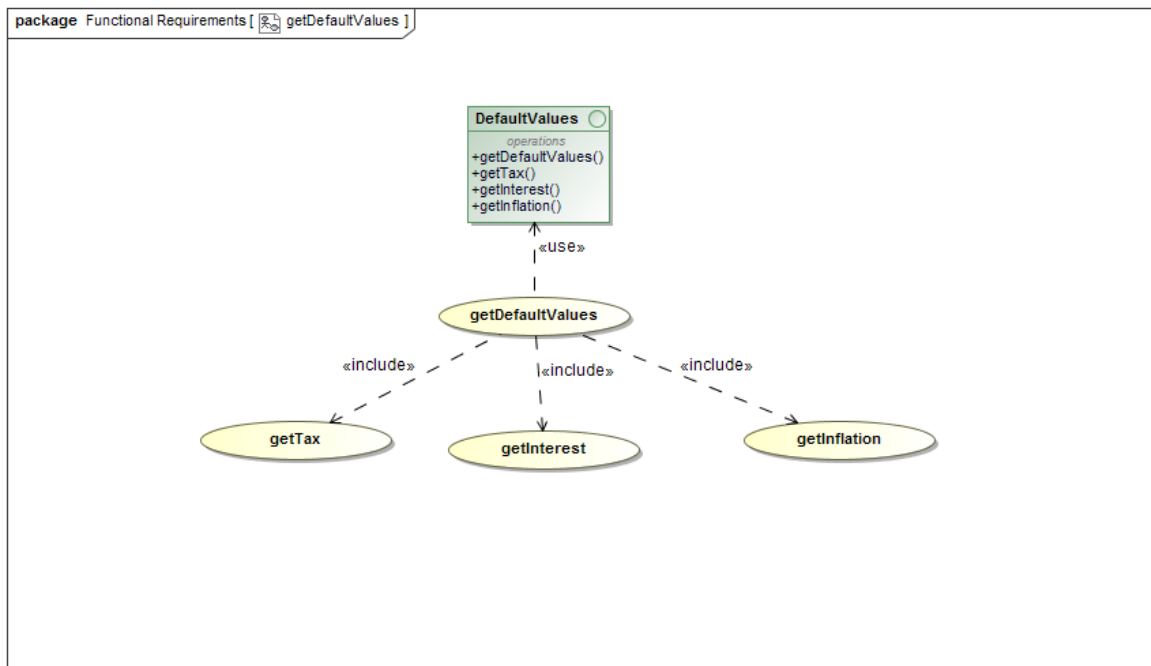 package Functional Requirements [ getDefaultValues ]
DefaultValues
operations
+getDefaultValues()
+getTax()
+getInterest()
+getInflation()
«use»
getDefaultValues
«include»
«include»
«include»
getTax
getInterest
getInflation